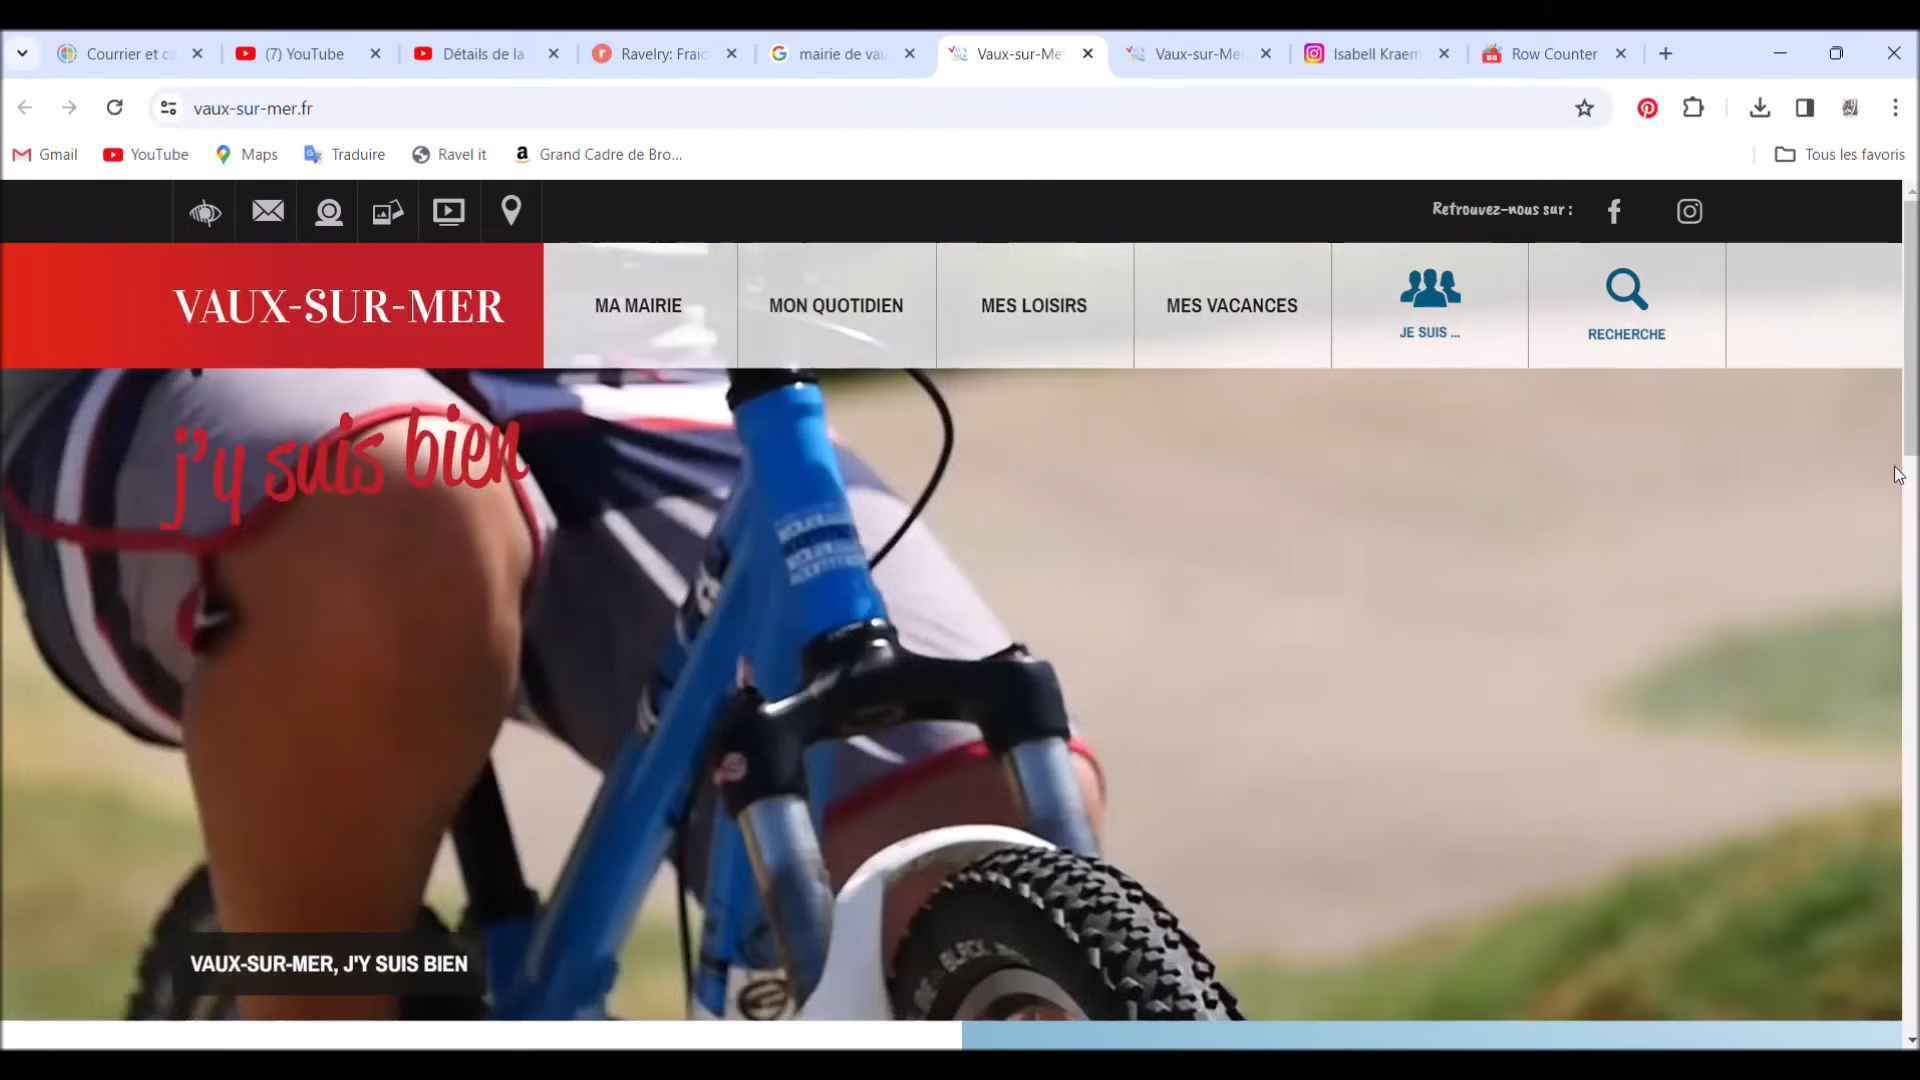 Courrier et ca
(7) YouTube
Détails de la
Ravelry: Fraic
mairie de vau
Vaux-sur-Me
Vaux-sur-Me
Isabell Kraem
Row Counter
vaux-sur-mer.fr
Gmail
YouTube
Maps
Traduire
Ravel it
Grand Cadre de Bro...
Tous les favoris
Retrouvez-nous sur :
VAUX-SUR-MER
MA MAIRIE
MON QUOTIDIEN
MES LOISIRS
MES VACANCES
JE SUIS ...
RECHERCHE
j'y suis bien
VAUX-SUR-MER, J'Y SUIS BIEN